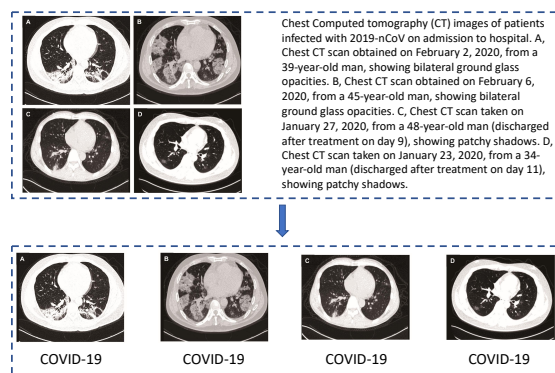 A
B
Chest Computed tomography (CT) images of patients
infected with 2019-nCoV on admission to hospital. A,
Chest CT scan obtained on February 2, 2020, from a
39-year-old man, showing bilateral ground glass
opacities. B, Chest CT scan obtained on February 6,
2020, from a 45-year-old man, showing bilateral
ground glass opacities. C, Chest CT scan taken on
January 27, 2020, from a 48-year-old man (discharged
after treatment on day 9), showing patchy shadows. D,
Chest CT scan taken on January 23, 2020, from a 34-
year-old man (discharged after treatment on day 11),
showing patchy shadows.
C
D
A
B
C
D
COVID-19
COVID-19
COVID-19
COVID-19